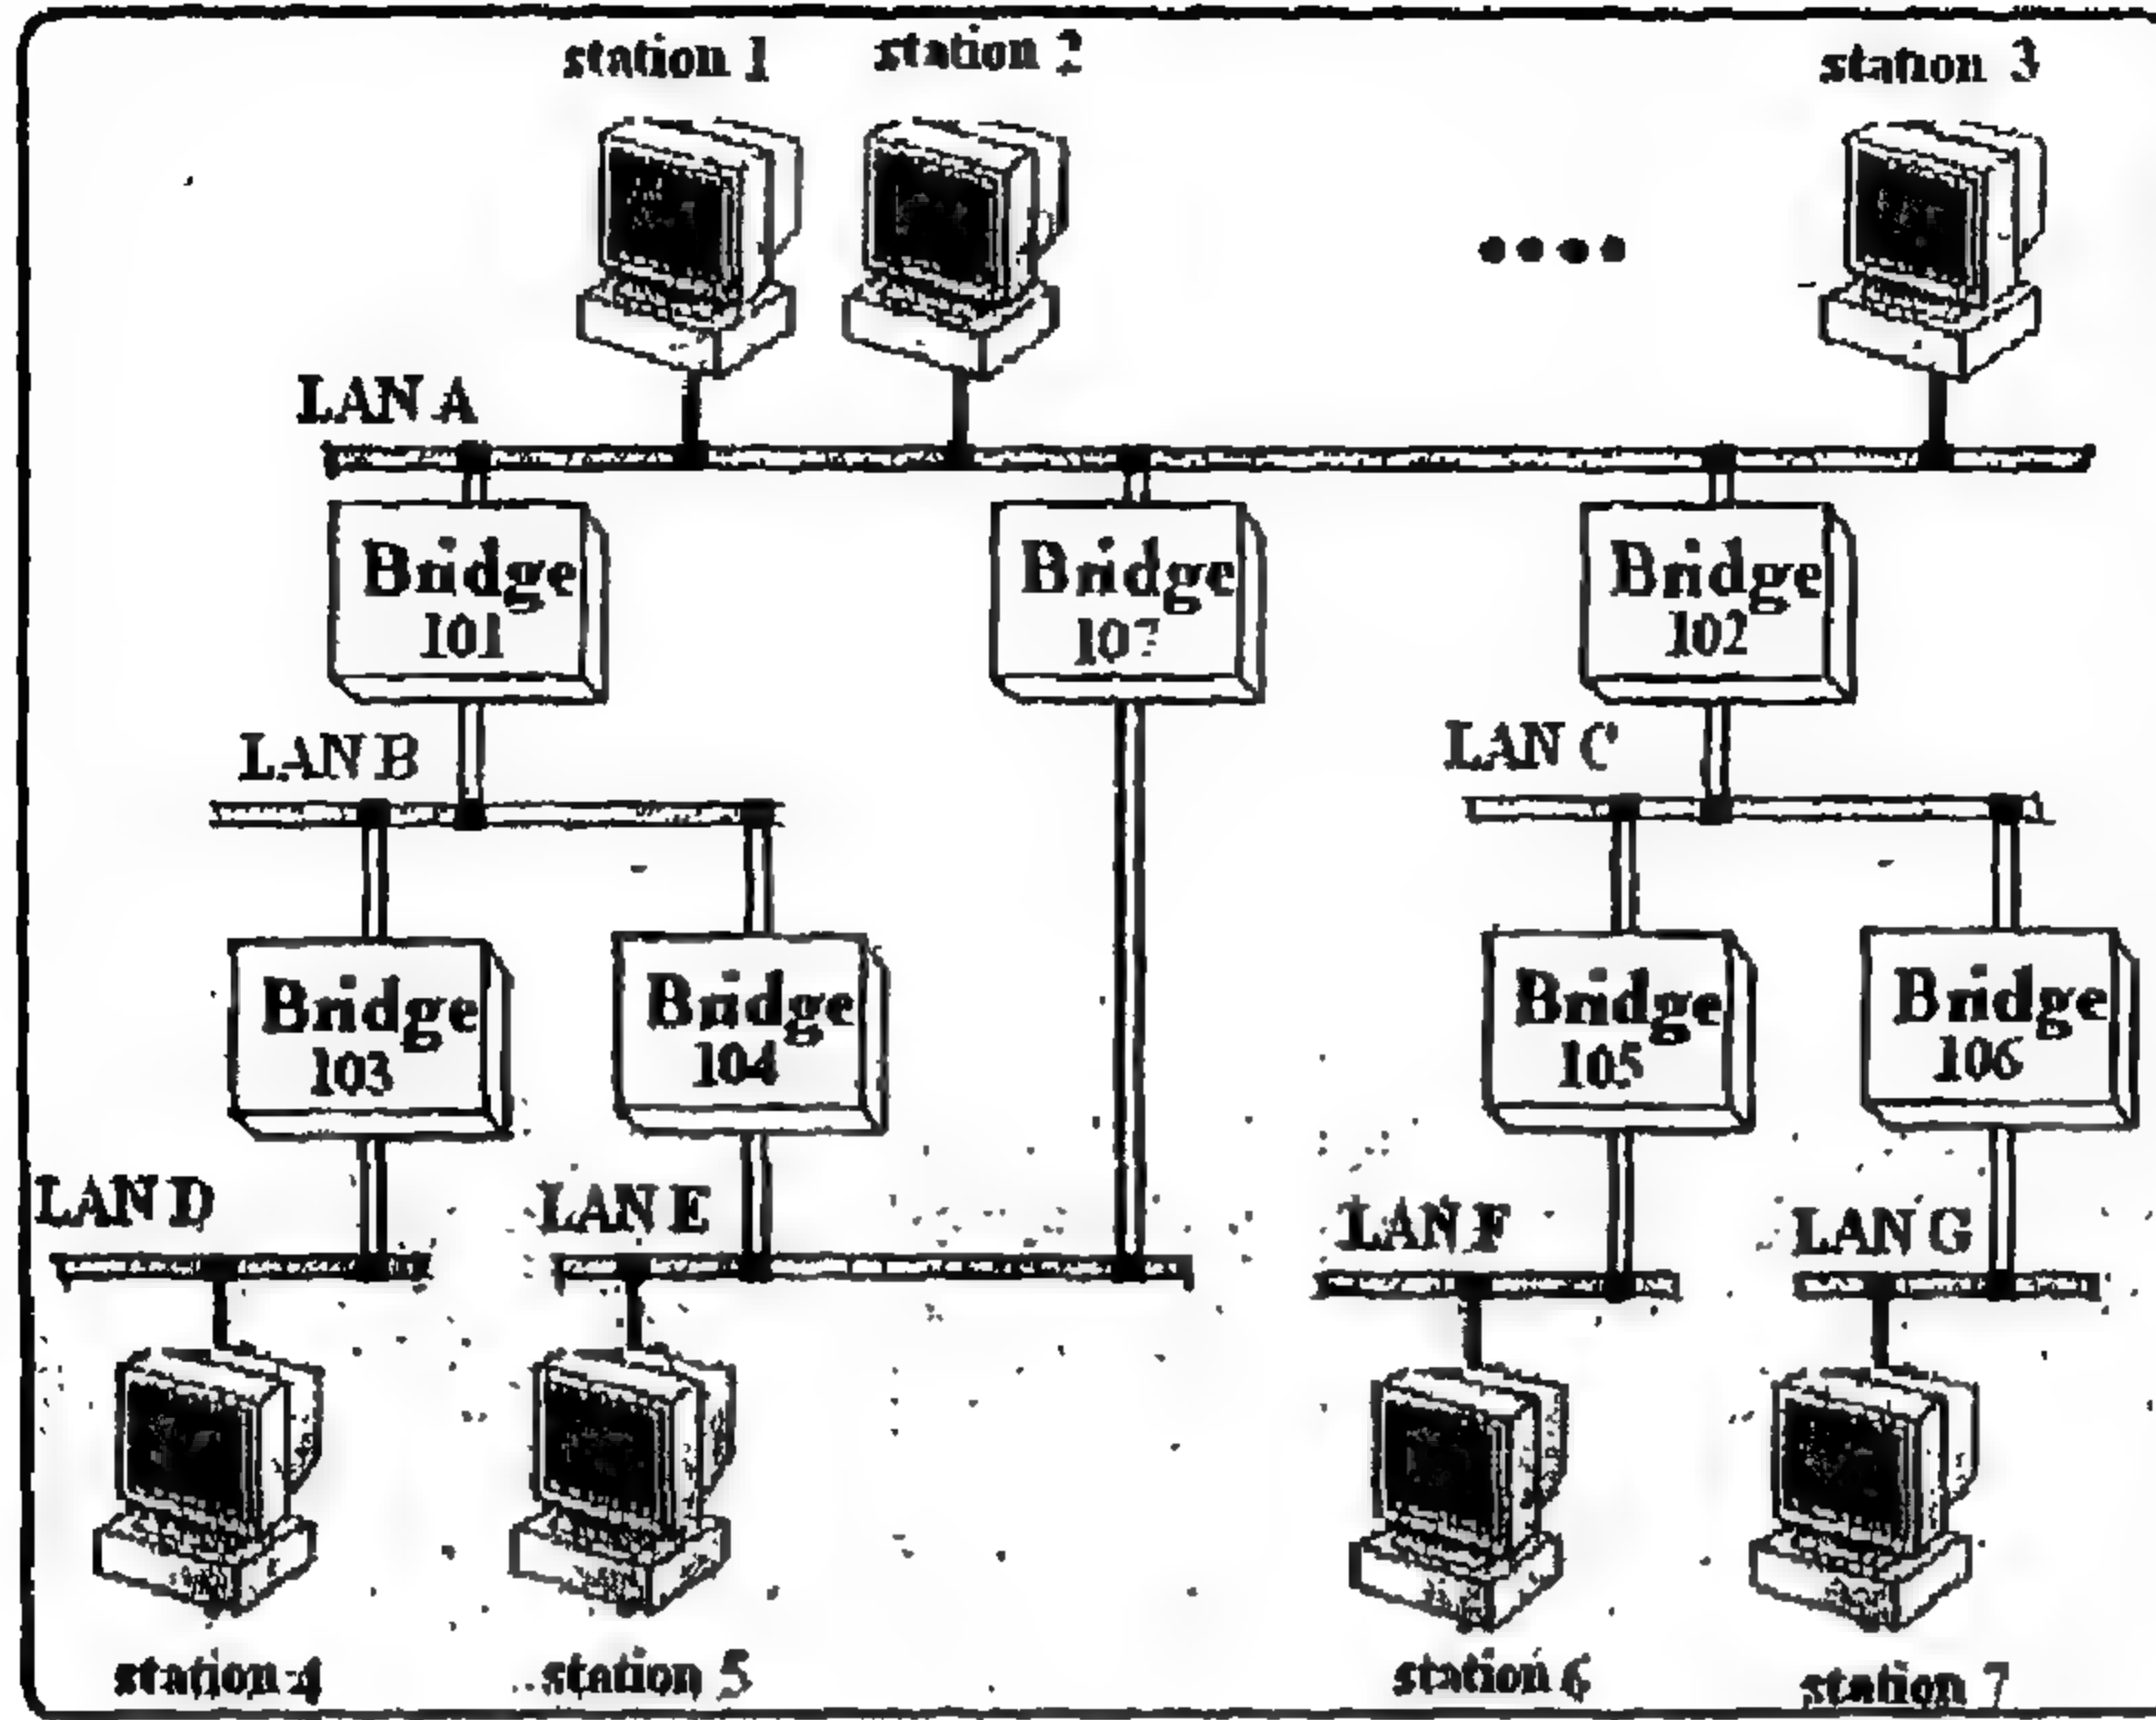 station 1
station 2
station 3
LAN A
Bridge
101
Bridge
107
Bridge
102
LAN B
LAN C
Bridge
103
Bridge
104
Bridge
105
Bridge
106
LAN D
LAN E
LAN F
LAN G
station 4
station 5
station 6
station 7